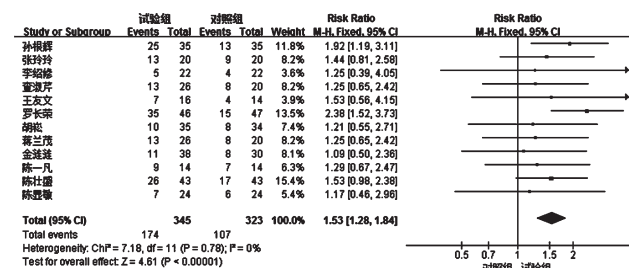 试验组 对照组 Risk Ratio Risk Ratio
Study or Subgroup Events Total Events Total Weight M-H, Fixed, 95% CI M-H, Fixed, 95% CI
孙根辉 25 35 13 35 11.8% 1.92 [1.19, 3.11]
张玲玲 13 20 9 20 8.2% 1.44 [0.81, 2.58]
李绍修 5 22 4 22 3.6% 1.25 [0.39, 4.05]
查淑芹 13 26 8 20 8.2% 1.25 [0.65, 2.42]
王友文 7 16 4 14 3.9% 1.53 [0.56, 4.15]
罗长荣 35 46 15 47 13.5% 2.38 [1.52, 3.73]
胡崧 10 35 8 34 7.4% 1.21 [0.55, 2.71]
蒋兰茂 13 26 8 20 8.2% 1.25 [0.65, 2.42]
金涟涟 11 38 8 30 8.1% 1.09 [0.50, 2.36]
陈一凡 9 14 7 14 6.4% 1.29 [0.67, 2.47]
陈壮盛 26 43 17 43 15.4% 1.53 [0.98, 2.38]
陈显敬 7 24 6 24 5.4% 1.17 [0.46, 2.96]
Total (95% CI) 345 323 100.0% 1.53 [1.28, 1.84]
Total events 174 107
Heterogeneity: Chi² = 7.18, df = 11 (P = 0.78); I² = 0%
Test for overall effect: Z = 4.61 (P < 0.00001)
0.5 0.7 1 1.5 2
对照组 试验组